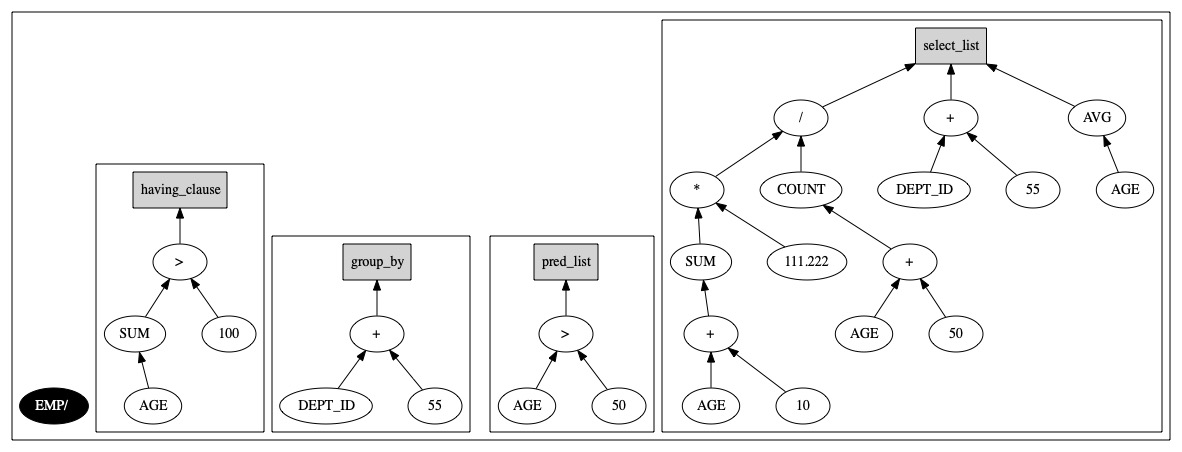 select_list
/ + AVG
having_clause * COUNT DEPT_ID 55 AGE
> group_by pred_list SUM 111.222 +
SUM 100 + > + AGE 50
EMP/ AGE DEPT_ID 55 AGE 50 AGE 10